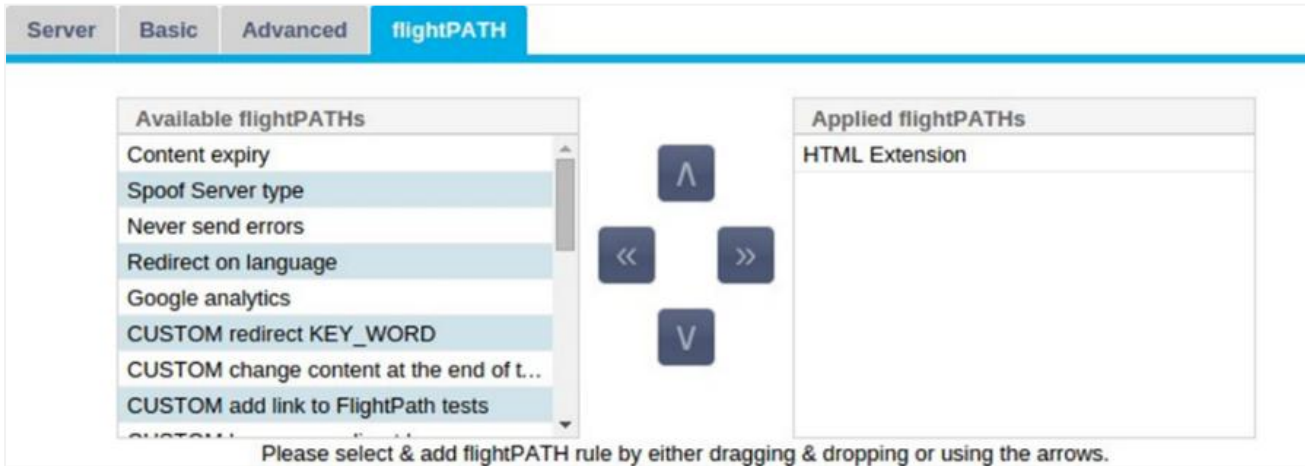 Server Basic Advanced flightPATH
Available flightPATHs
Content expiry
Spoof Server type
Never send errors
Redirect on language
Google analytics
CUSTOM redirect KEY_WORD
CUSTOM change content at the end of t...
CUSTOM add link to FlightPath tests
CUSTOM
Applied flightPATHs
HTML Extension
Please select & add flightPATH rule by either dragging & dropping or using the arrows.